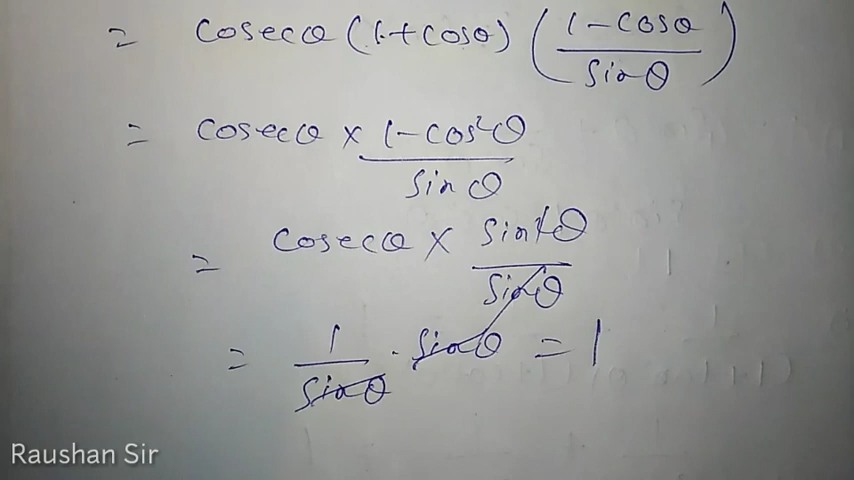 = cosecθ (1+cosθ) ( (1-cosθ)/(sinθ) )
= cosecθ × (1-cos²θ)/(sinθ)
= cosecθ × (sin²θ)/(sinθ)
= 1/(sinθ) · sinθ = 1
Raushan Sir